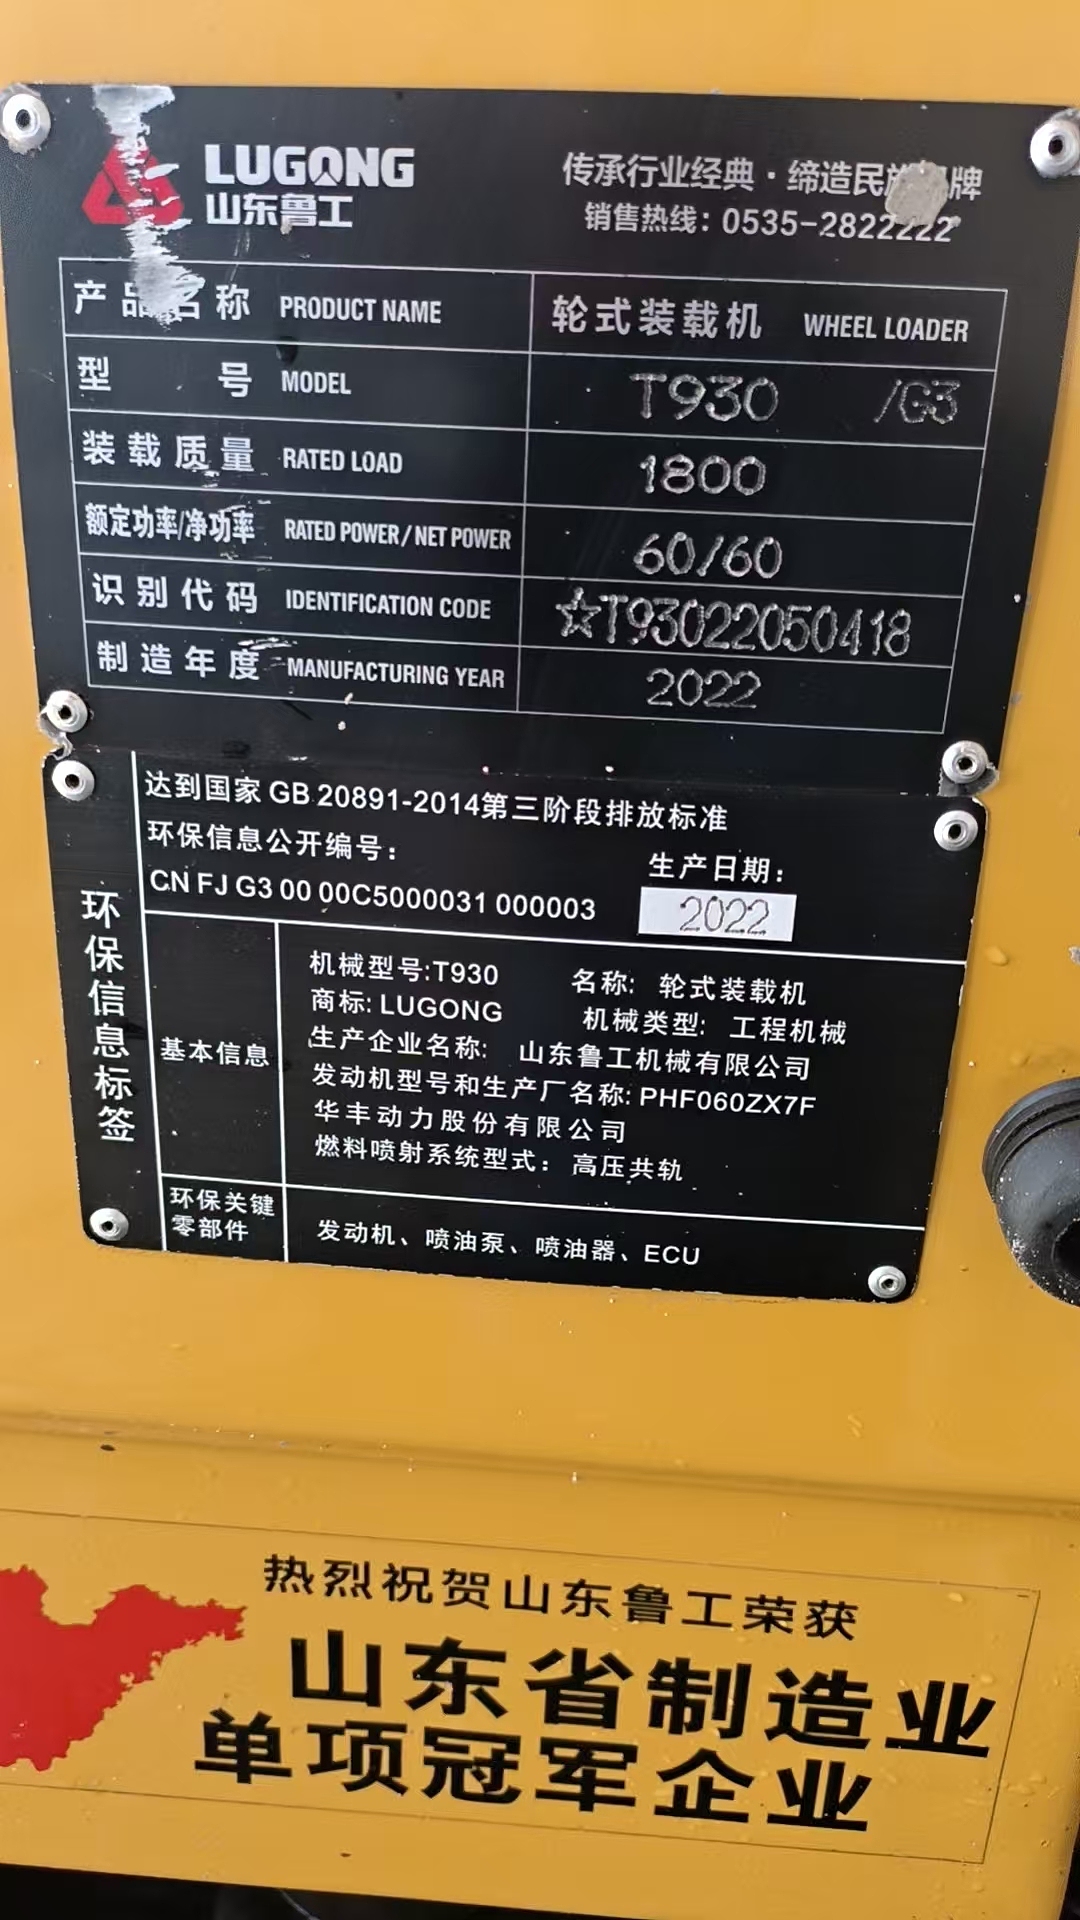 LUGONG
山东鲁工
传承行业经典·缔造民族 牌
销售热线: 0535-2822222
产品名称 PRODUCT NAME 轮式装载机 WHEEL LOADER
型号 MODEL T930 /G3
装载质量 RATED LOAD 1800
额定功率/净功率 RATED POWER/NET POWER 60/60
识别代码 IDENTIFICATION CODE ☆T93022050418
制造年度 MANUFACTURING YEAR 2022
达到国家GB 20891-2014第三阶段排放标准
环保信息公开编号:
CN FJ G3 00 00C5000031 000003
生产日期:
2022
环保信息标签
基本信息
机械型号:T930 名称: 轮式装载机
商标: LUGONG 机械类型: 工程机械
生产企业名称: 山东鲁工机械有限公司
发动机型号和生产厂名称: PHF060ZX7F
华丰动力股份有限公司
燃料喷射系统型式: 高压共轨
环保关键
零部件
发动机、喷油泵、喷油器、ECU
热烈祝贺山东鲁工荣获
山东省制造业
单项冠军企业